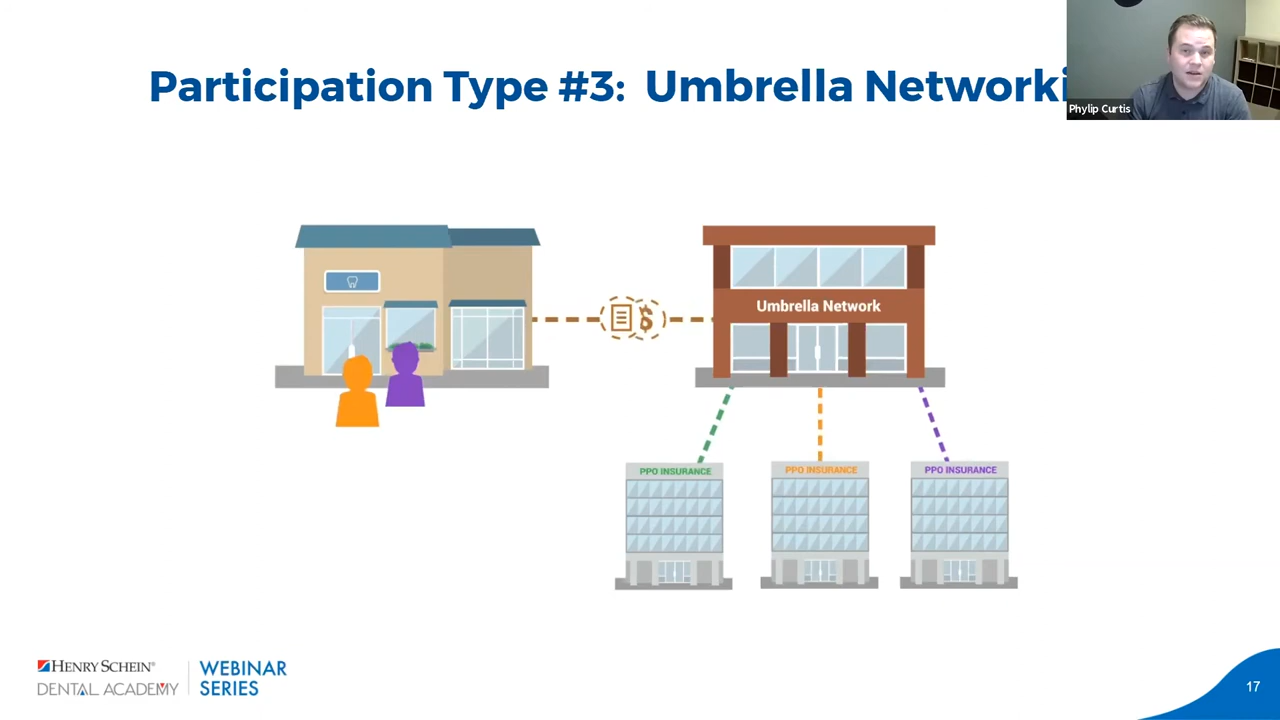 Participation Type #3: Umbrella Networki
Phylip Curtis
Umbrella Network
PPO INSURANCE
PPO INSURANCE
PPO INSURANCE
HENRY SCHEIN®
DENTAL ACADEMY
WEBINAR
SERIES
17